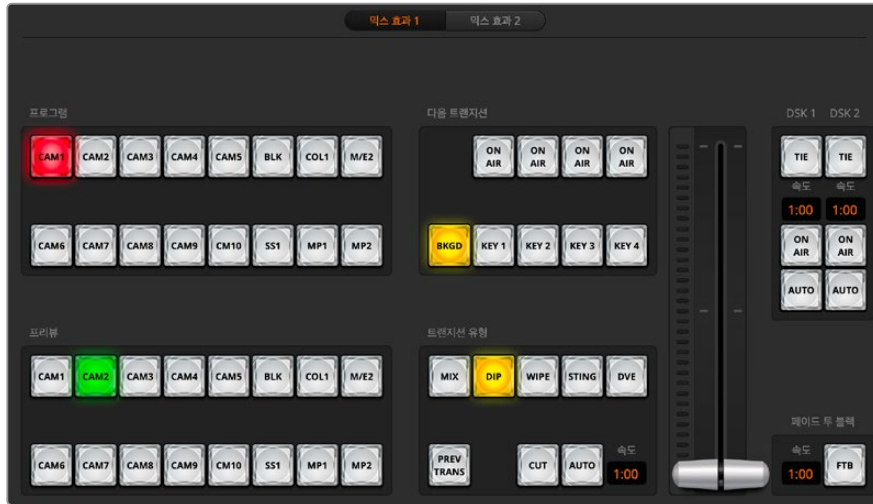 믹스 효과 1 믹스 효과 2
프로그램
CAM1 CAM2 CAM3 CAM4 CAM5 BLK COL1 M/E2
CAM6 CAM7 CAM8 CAM9 CM10 SS1 MP1 MP2
다음 트랜지션
ON AIR ON AIR ON AIR ON AIR
BKGD KEY 1 KEY 2 KEY 3 KEY 4
DSK 1 DSK 2
TIE TIE
속도 속도
1:00 1:00
ON AIR ON AIR
AUTO AUTO
프리뷰
CAM1 CAM2 CAM3 CAM4 CAM5 BLK COL1 M/E2
CAM6 CAM7 CAM8 CAM9 CM10 SS1 MP1 MP2
트랜지션 유형
MIX DIP WIPE STING DVE
PREV TRANS CUT AUTO 속도 1:00
페이드 투 블랙
속도
1:00 FTB